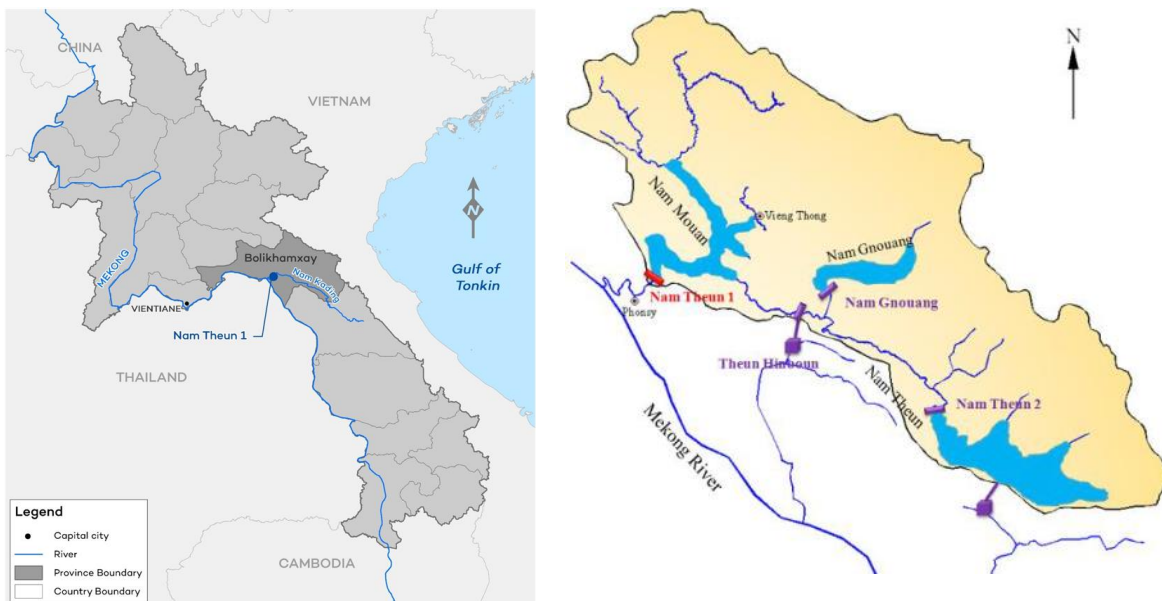 CHINA
VIETNAM
N
Gulf of
Tonkin
MEKONG
Bolikhamxay
Nam Kading
VIENTIANE
Nam Theun 1
THAILAND
CAMBODIA
Legend
Capital city
River
Province Boundary
Country Boundary
N
Nam Mouan
Vieng Thong
Nam Gnouang
Nam Theun 1
Phonsy
Nam Gnouang
Theun Hinboun
Nam Theun
Nam Theun 2
Mekong River